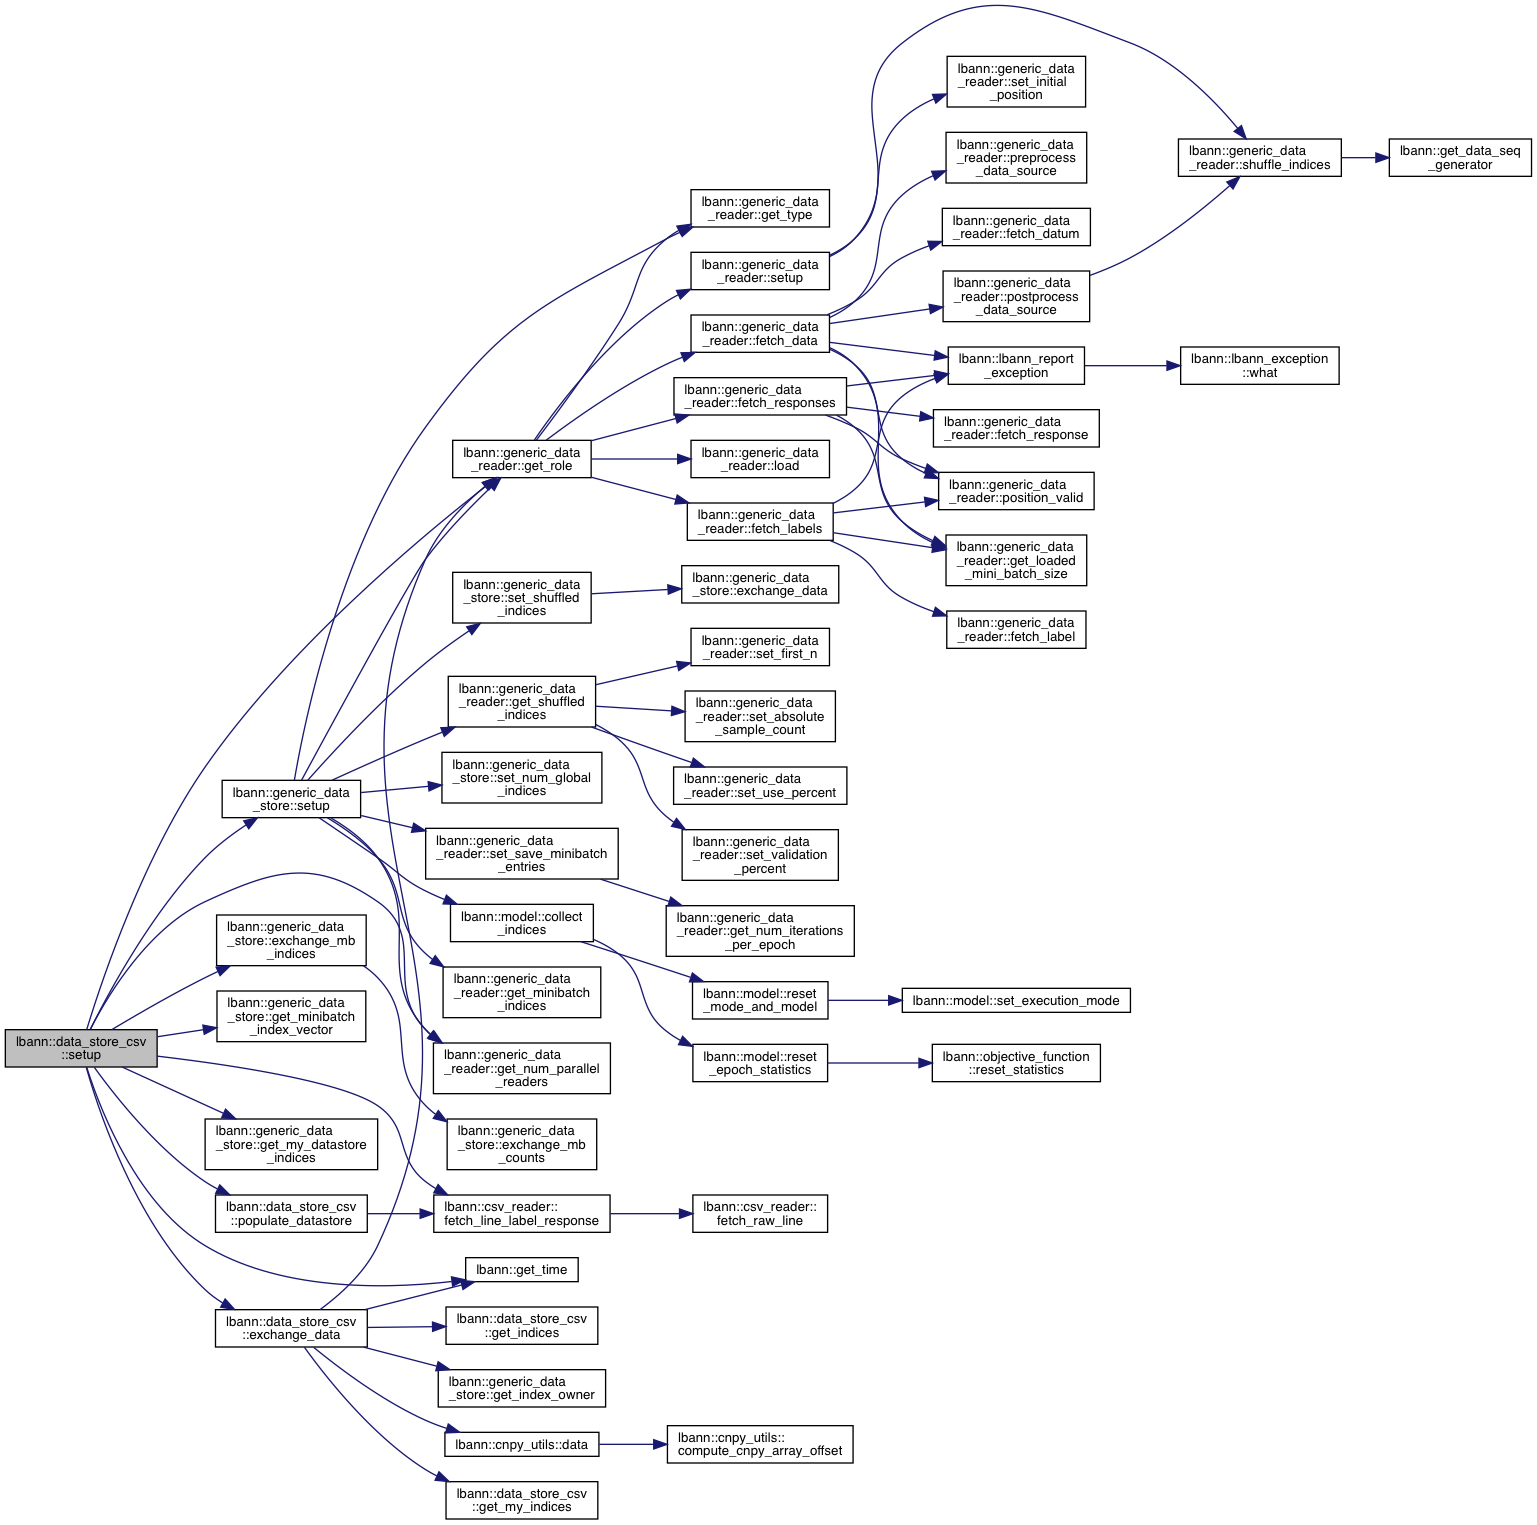 lbann::data_store_csv
::setup
lbann::generic_data
_store::setup
lbann::generic_data
_store::exchange_mb
_indices
lbann::generic_data
_store::get_minibatch
_index_vector
lbann::generic_data
_store::get_my_datastore
_indices
lbann::data_store_csv
::populate_datastore
lbann::data_store_csv
::exchange_data
lbann::generic_data
_reader::get_role
lbann::generic_data
_store::set_shuffled
_indices
lbann::generic_data
_reader::get_shuffled
_indices
lbann::generic_data
_store::set_num_global
_indices
lbann::generic_data
_reader::set_save_minibatch
_entries
lbann::model::collect
_indices
lbann::generic_data
_reader::get_minibatch
_indices
lbann::generic_data
_reader::get_num_parallel
_readers
lbann::generic_data
_store::exchange_mb
_counts
lbann::csv_reader::
fetch_line_label_response
lbann::get_time
lbann::data_store_csv
::get_indices
lbann::generic_data
_store::get_index_owner
lbann::cnpy_utils::data
lbann::data_store_csv
::get_my_indices
lbann::generic_data
_reader::get_type
lbann::generic_data
_reader::setup
lbann::generic_data
_reader::fetch_data
lbann::generic_data
_reader::fetch_responses
lbann::generic_data
_reader::load
lbann::generic_data
_reader::fetch_labels
lbann::generic_data
_store::exchange_data
lbann::generic_data
_reader::set_first_n
lbann::generic_data
_reader::set_absolute
_sample_count
lbann::generic_data
_reader::set_use_percent
lbann::generic_data
_reader::set_validation
_percent
lbann::generic_data
_reader::get_num_iterations
_per_epoch
lbann::model::reset
_mode_and_model
lbann::model::reset
_epoch_statistics
lbann::csv_reader::
fetch_raw_line
lbann::cnpy_utils::
compute_cnpy_array_offset
lbann::generic_data
_reader::set_initial
_position
lbann::generic_data
_reader::preprocess
_data_source
lbann::generic_data
_reader::fetch_datum
lbann::generic_data
_reader::postprocess
_data_source
lbann::lbann_report
_exception
lbann::generic_data
_reader::fetch_response
lbann::generic_data
_reader::position_valid
lbann::generic_data
_reader::get_loaded
_mini_batch_size
lbann::generic_data
_reader::fetch_label
lbann::model::set_execution_mode
lbann::objective_function
::reset_statistics
lbann::generic_data
_reader::shuffle_indices
lbann::lbann_exception
::what
lbann::get_data_seq
_generator